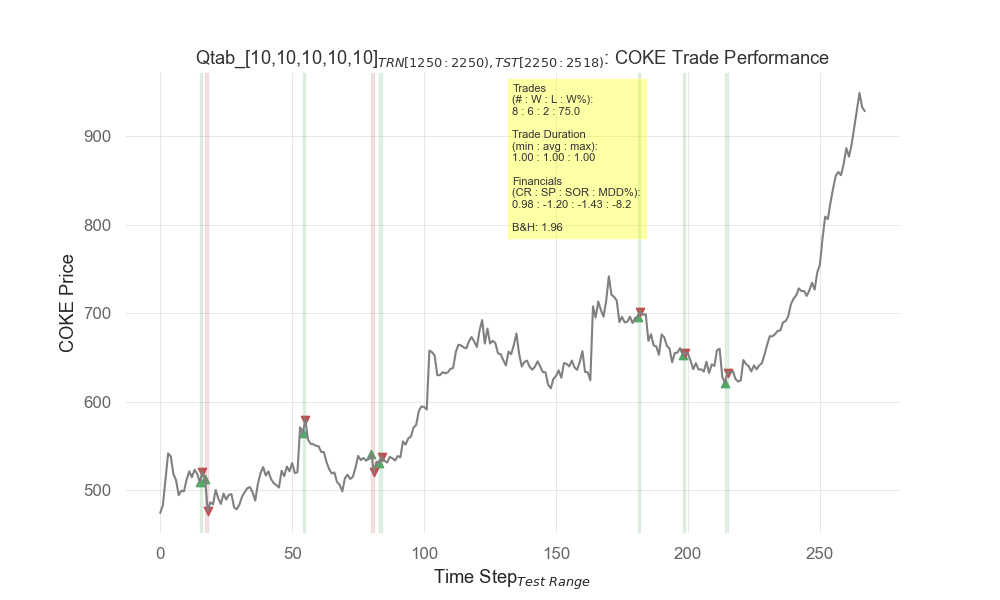 Qtab_[10,10,10,10,10]TRN[1250:2250),TST[2250:2518): COKE Trade Performance
Trades
(# : W : L : W%):
8 : 6 : 2 : 75.0
Trade Duration
(min : avg : max):
1.00 : 1.00 : 1.00
Financials
(CR : SP : SOR : MDD%):
0.98 : -1.20 : -1.43 : -8.2
B&H: 1.96
COKE Price
900
800
700
600
500
0 50 100 150 200 250
Time StepTest Range